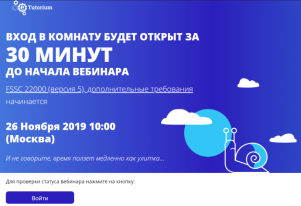 Tutorium
ВХОД В КОМНАТУ БУДЕТ ОТКРЫТ ЗА
30 МИНУТ
ДО НАЧАЛА ВЕБИНАРА
FSSC 22000 (версия 5), дополнительные требования
начинается
26 Ноября 2019 10:00
(Москва)
И не говорите, время ползет медленно как улитка...
Для проверки статуса вебинара нажмите на кнопку:
Войти